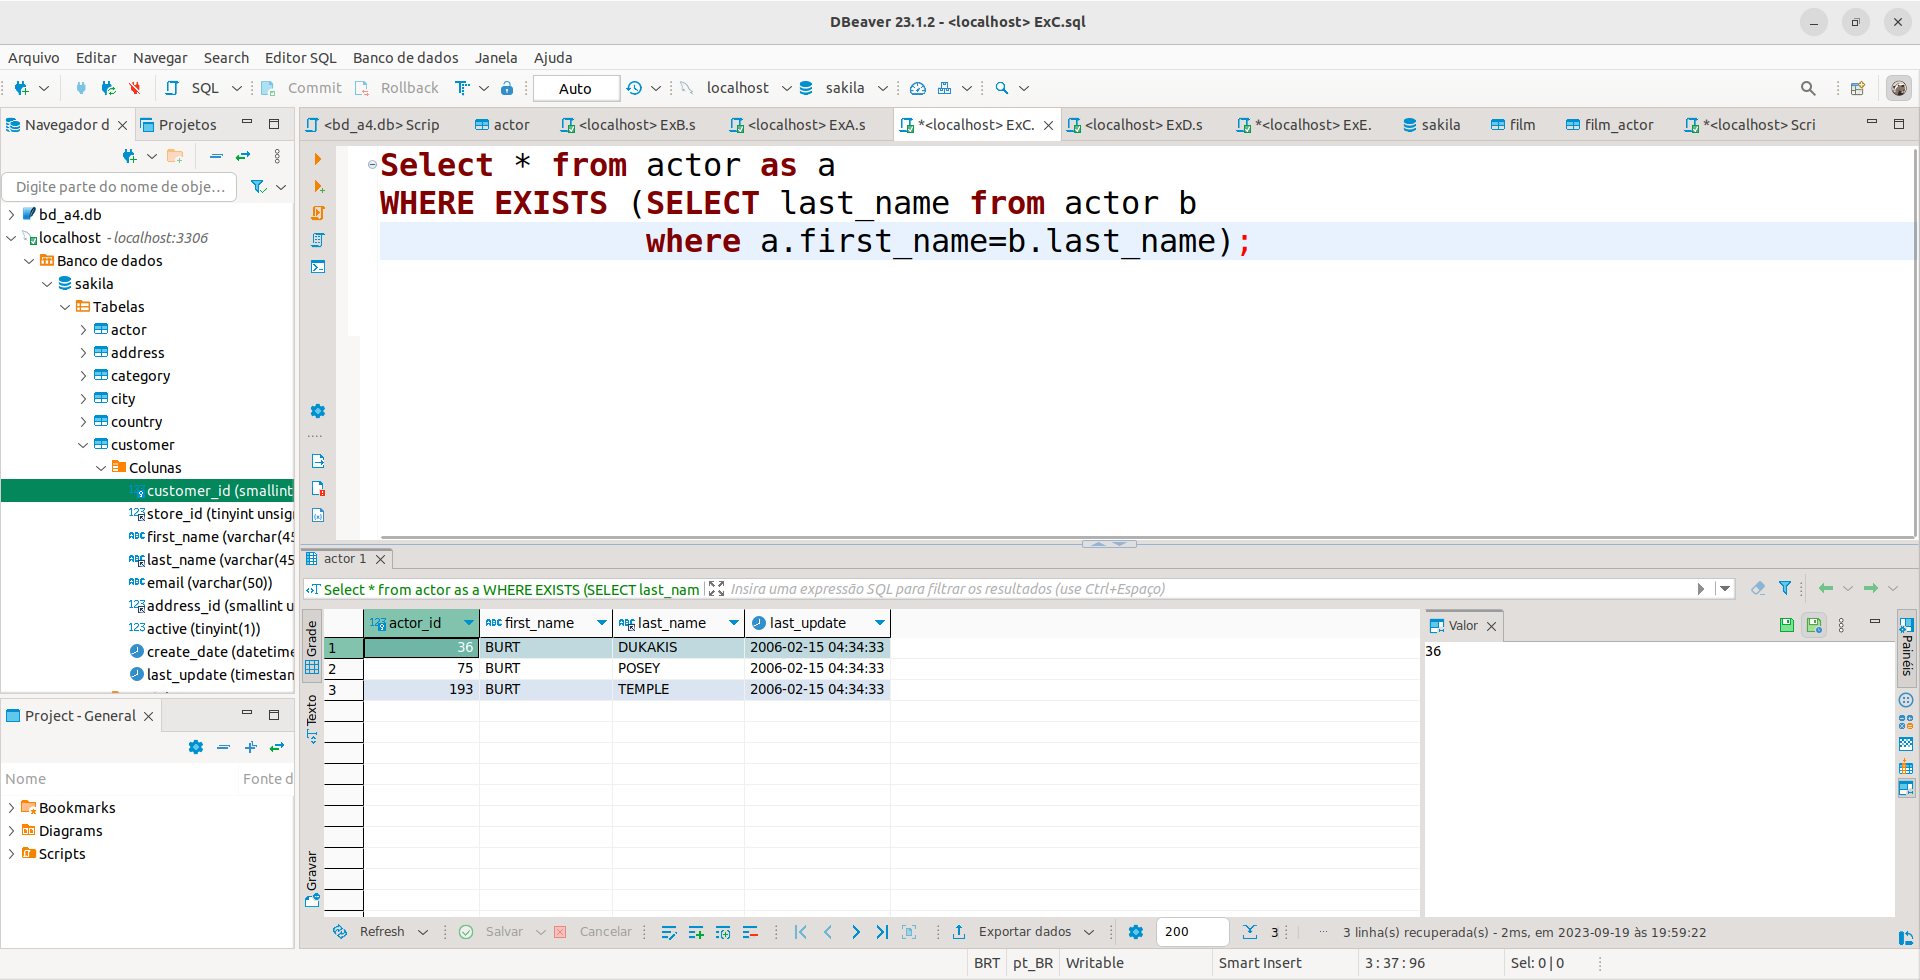 DBeaver 23.1.2 - <localhost> ExC.sql
Arquivo Editar Navegar Search Editor SQL Banco de dados Janela Ajuda
SQL Commit Rollback Auto localhost sakila
Navegador d Projetos
<bd_a4.db> Scrip actor <localhost> ExB.s <localhost> ExA.s *<localhost> ExC. <localhost> ExD.s *<localhost> ExE. sakila film film_actor *<localhost> Scri
Digite parte do nome de obje...
bd_a4.db
localhost - localhost:3306
Banco de dados
sakila
Tabelas
actor
address
category
city
country
customer
Colunas
customer_id (smallint
store_id (tinyint unsig
first_name (varchar(45
last_name (varchar(45
email (varchar(50))
address_id (smallint u
active (tinyint(1))
create_date (datetime
last_update (timestan
Project - General
Nome Fonte d
Bookmarks
Diagrams
Scripts
Select * from actor as a
WHERE EXISTS (SELECT last_name from actor b
where a.first_name=b.last_name);
actor 1
Select * from actor as a WHERE EXISTS (SELECT last_nam Insira uma expressão SQL para filtrar os resultados (use Ctrl+Espaço)
Grade
Texto
Gravar
actor_id first_name last_name last_update
1 36 BURT DUKAKIS 2006-02-15 04:34:33
2 75 BURT POSEY 2006-02-15 04:34:33
3 193 BURT TEMPLE 2006-02-15 04:34:33
Valor
36
Painéis
Refresh Salvar Cancelar Exportar dados 200 3 3 linha(s) recuperada(s) - 2ms, em 2023-09-19 às 19:59:22
BRT pt_BR Writable Smart Insert 3 : 37 : 96 Sel: 0 | 0